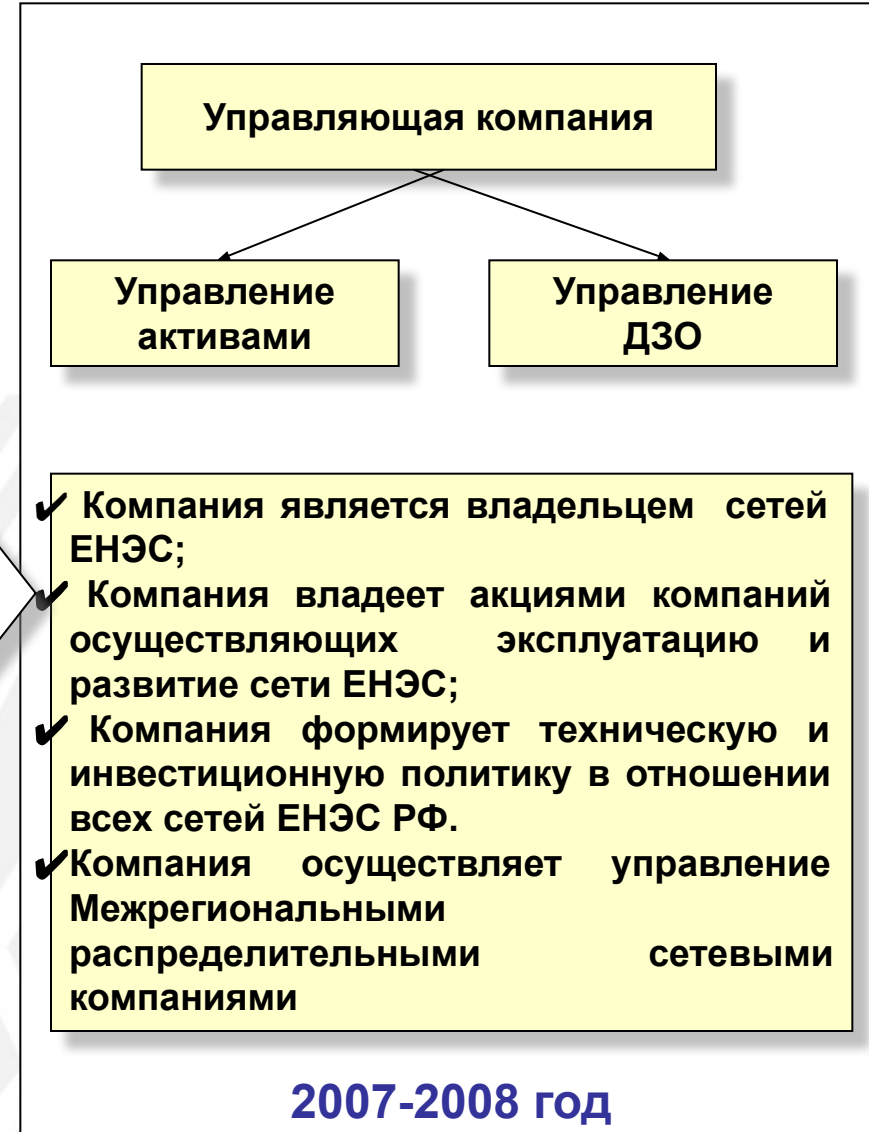 Управляющая компания
Управление
активами
Управление
ДЗО
✔ Компания является владельцем сетей
ЕНЭС;
✔ Компания владеет акциями компаний
осуществляющих эксплуатацию и
развитие сети ЕНЭС;
✔ Компания формирует техническую и
инвестиционную политику в отношении
всех сетей ЕНЭС РФ.
✔Компания осуществляет управление
Межрегиональными
распределительными сетевыми
компаниями
2007-2008 год